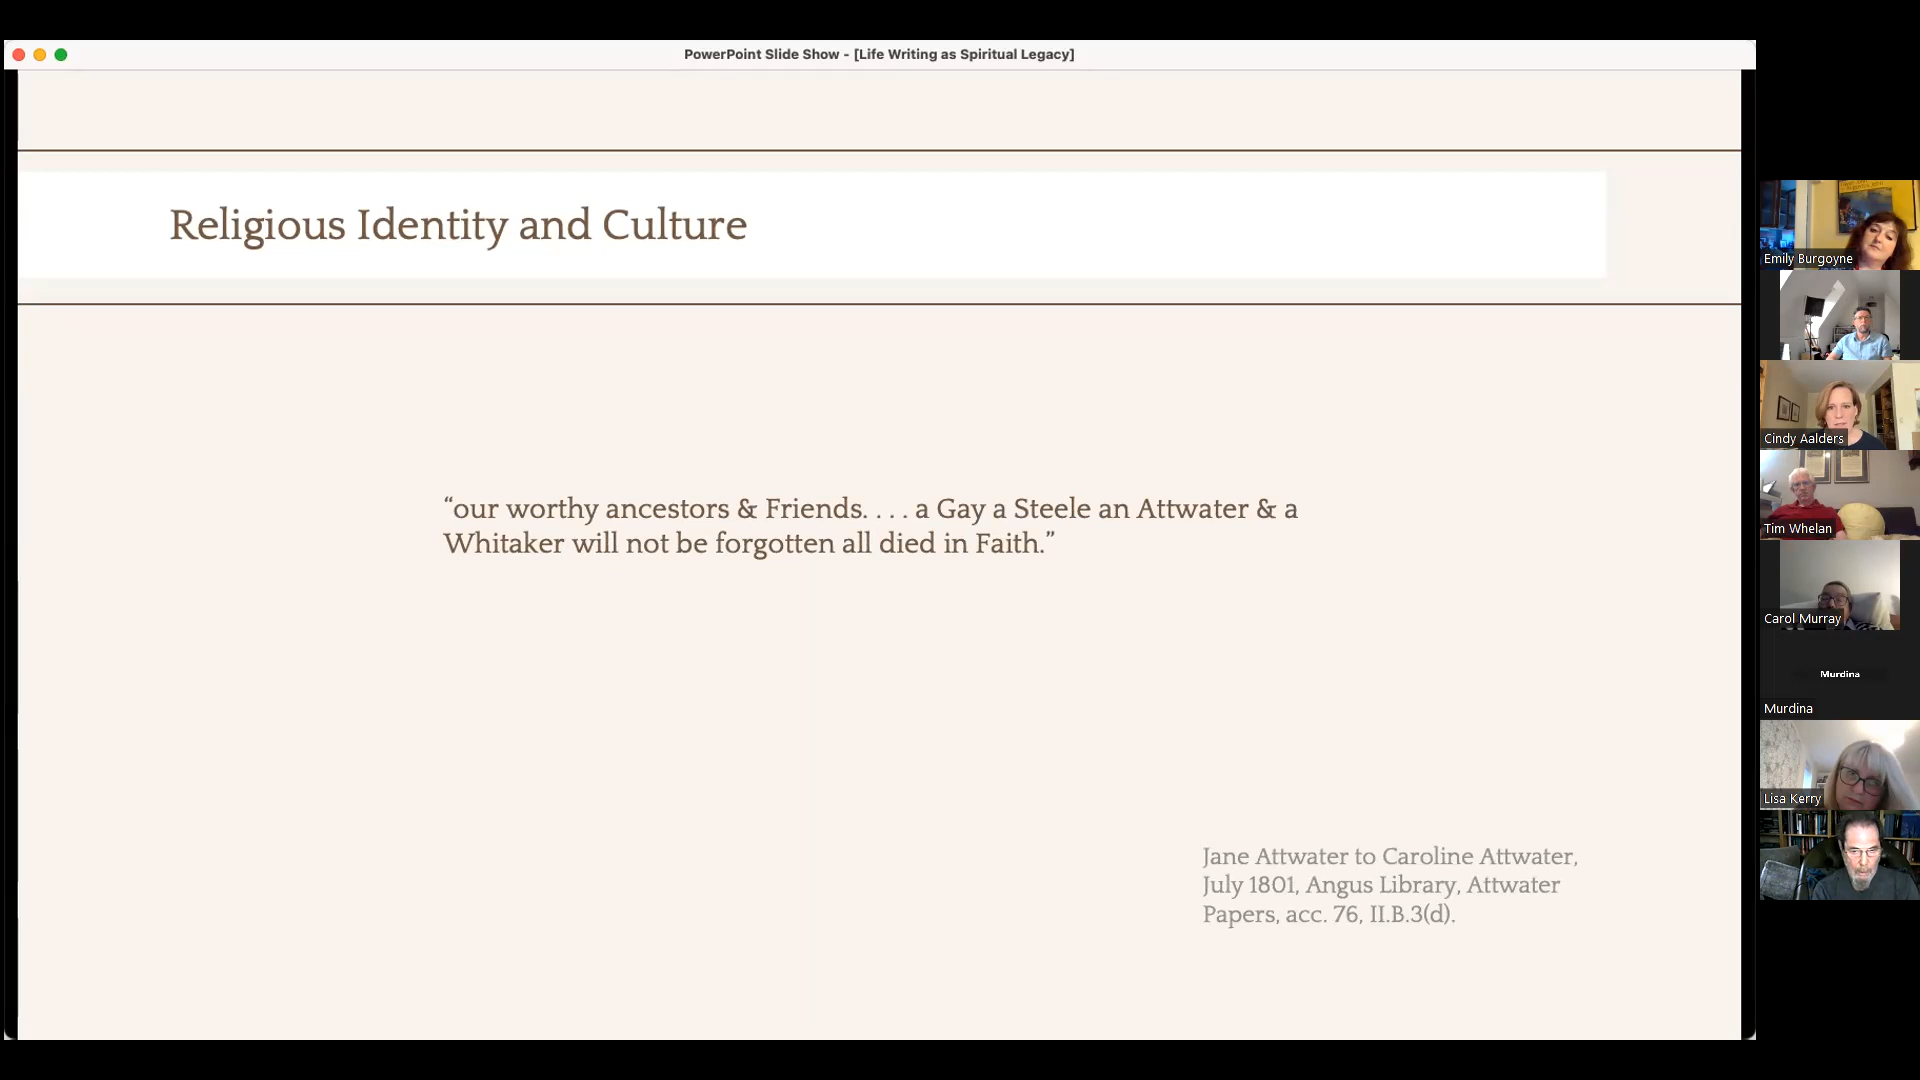 PowerPoint Slide Show - [Life Writing as Spiritual Legacy]
Religious Identity and Culture
“our worthy ancestors & Friends. . . . a Gay a Steele an Attwater & a
Whitaker will not be forgotten all died in Faith.”
Jane Attwater to Caroline Attwater,
July 1801, Angus Library, Attwater
Papers, acc. 76, II.B.3(d).
Emily Burgoyne
Cindy Aalders
Tim Whelan
Carol Murray
Murdina
Murdina
Lisa Kerry